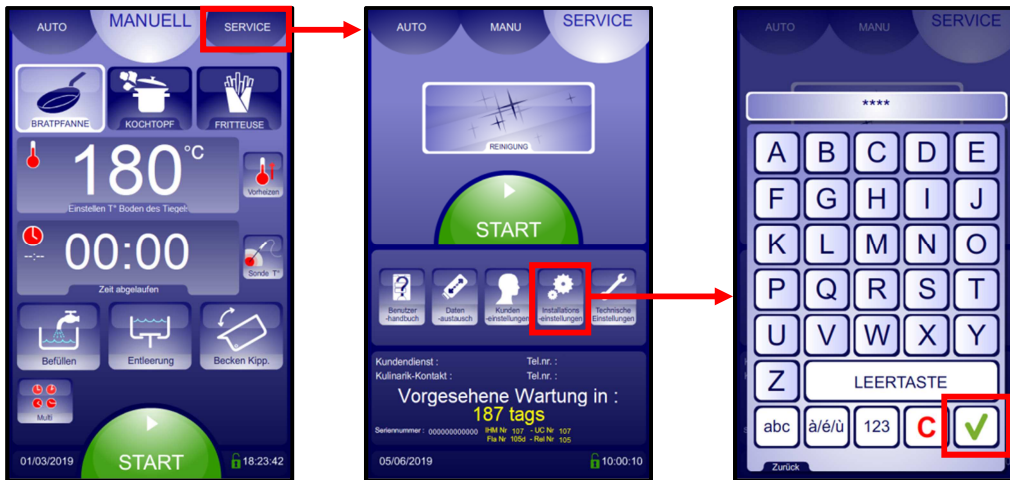 AUTO MANUELL SERVICE
BRATPFANNE KOCHTOPF FRITTEUSE
180 °C
Einstellen T° Boden des Tiegel
Vorheizen
--:-- 00:00
Zeit abgelaufen
Sonde T°
Befüllen Entleerung Becken Kipp.
Multi
01/03/2019 START 18:23:42
AUTO MANU SERVICE
REINIGUNG
START
Benutzer Daten Kunden Installations Technische
-handbuch -austausch -einstellungen -einstellungen Einstellungen
Kundendienst : Tel.nr. :
Kulinarik-Kontakt : Tel.nr. :
Vorgesehene Wartung in :
187 tags
Seriennummer : 000000000000 IHM Nr 107 - UC Nr 107
Fla Nr 105d - Rel Nr 105
05/06/2019 10:00:10
AUTO MANU SERVICE
****
A B C D E
F G H I J
K L M N O
P Q R S T
U V W X Y
Z LEERTASTE
abc à/é/ù 123 C
Zurück